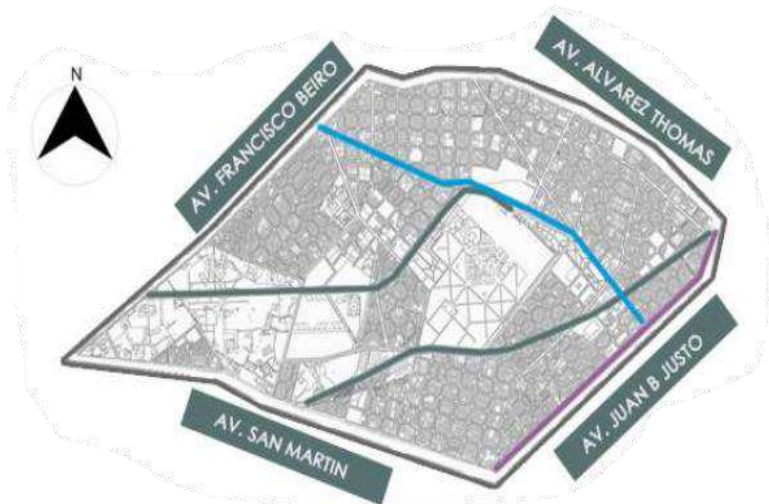 N
AV. FRANCISCO BEIRO
AV. ALVAREZ THOMAS
AV. JUAN B JUSTO
AV. SAN MARTIN